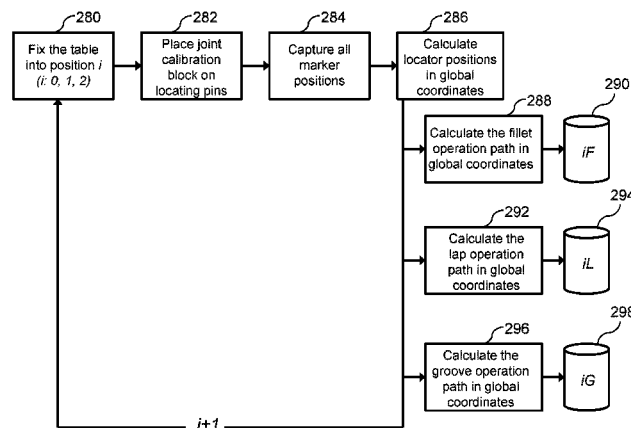 280
Fix the table
into position i
(i: 0, 1, 2)
282
Place joint
calibration
block on
locating pins
284
Capture all
marker
positions
286
Calculate
locator positions
in global
coordinates
288
Calculate the fillet
operation path in
global coordinates
290
iF
292
Calculate the
lap operation
path in global
coordinates
294
iL
296
Calculate the
groove operation
path in global
coordinates
298
iG
i+1